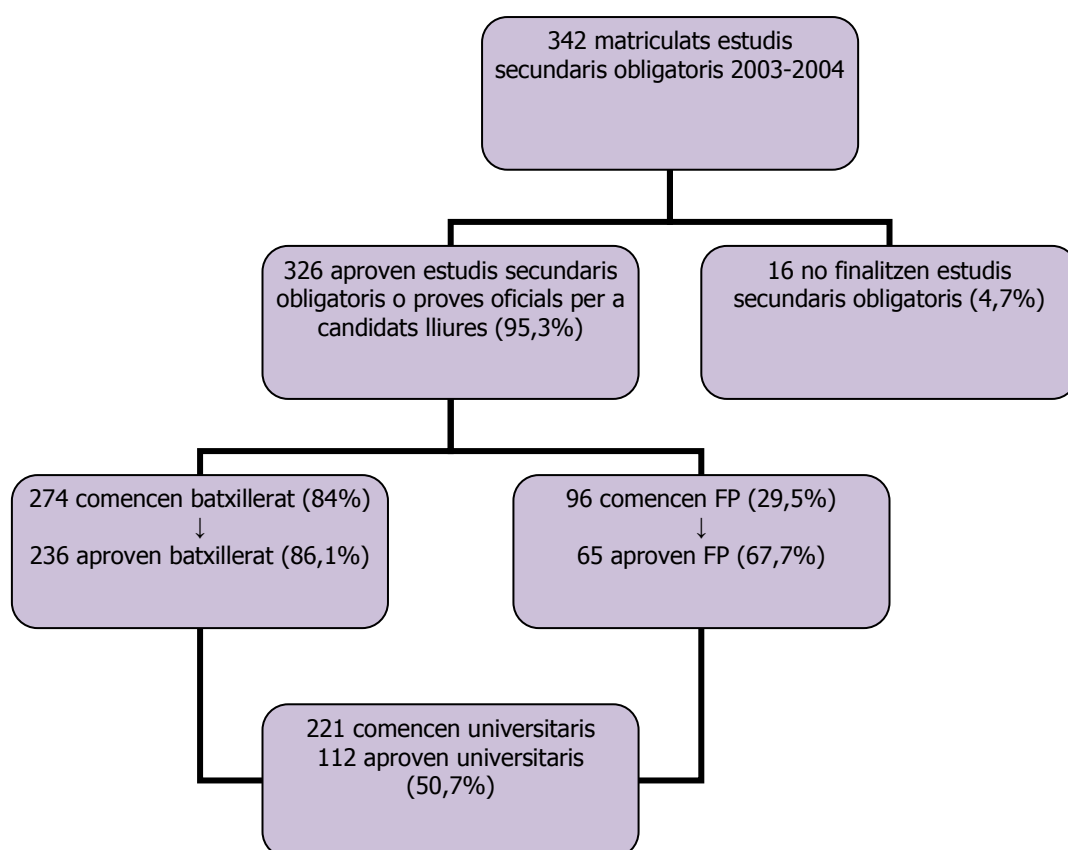 342 matriculats estudis
secundaris obligatoris 2003-2004
326 aproven estudis secundaris
obligatoris o proves oficials per a
candidats lliures (95,3%)
16 no finalitzen estudis
secundaris obligatoris (4,7%)
274 comencen batxillerat (84%)
↓
236 aproven batxillerat (86,1%)
96 comencen FP (29,5%)
↓
65 aproven FP (67,7%)
221 comencen universitaris
112 aproven universitaris
(50,7%)